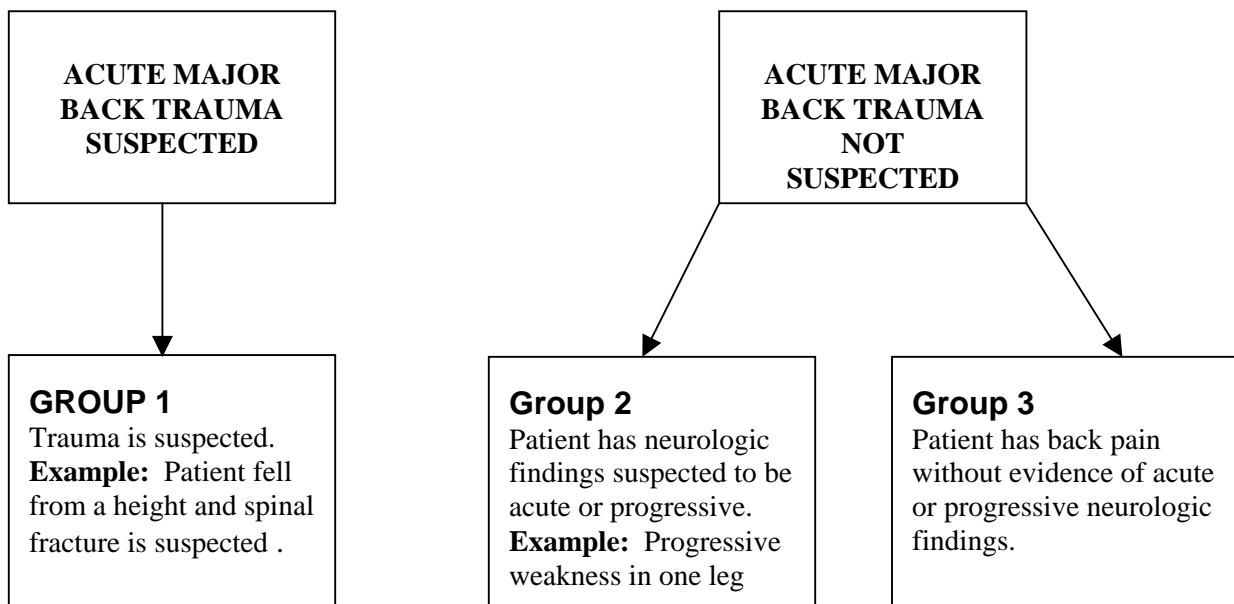 ACUTE MAJOR
BACK TRAUMA
SUSPECTED
ACUTE MAJOR
BACK TRAUMA
NOT
SUSPECTED
GROUP 1
Trauma is suspected.
Example: Patient fell
from a height and spinal
fracture is suspected .
Group 2
Patient has neurologic
findings suspected to be
acute or progressive.
Example: Progressive
weakness in one leg
Group 3
Patient has back pain
without evidence of acute
or progressive neurologic
findings.